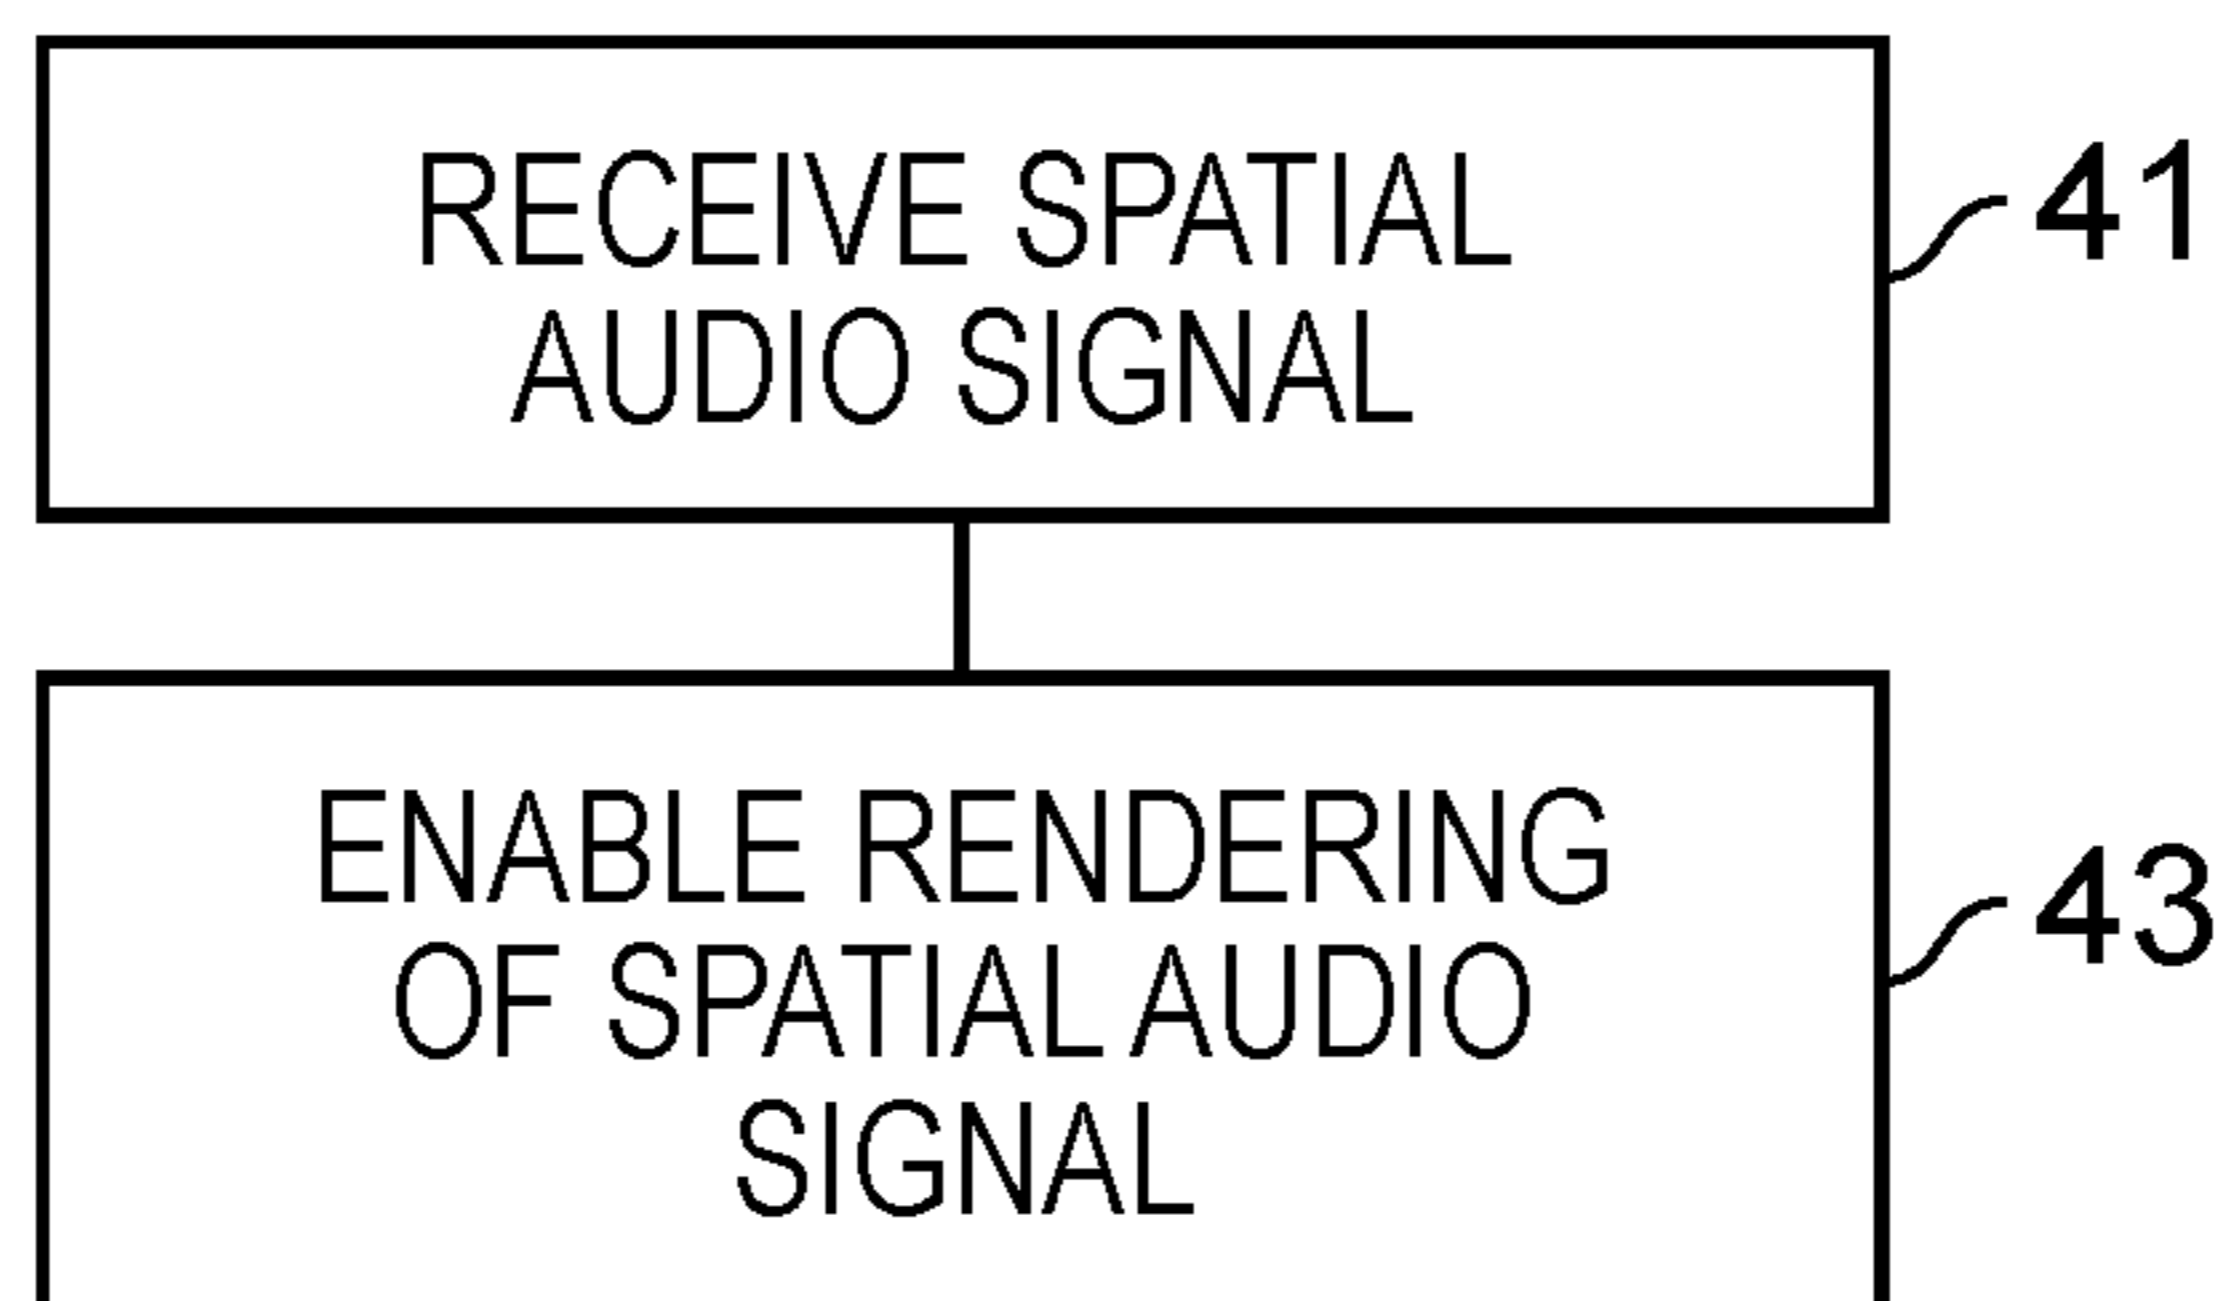 RECEIVE SPATIAL
AUDIO SIGNAL
41
ENABLE RENDERING
OF SPATIAL AUDIO
SIGNAL
43